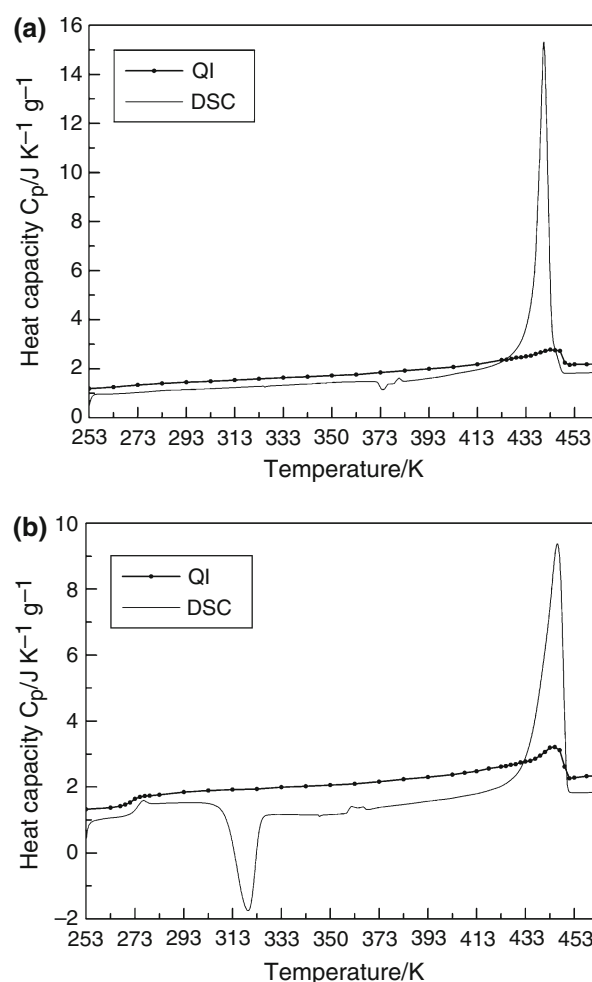 (a)
16
14
12
10
8
6
4
2
0
Heat capacity Cp/J K–1 g–1
QI
DSC
253 273 293 313 333 353 373 393 413 433 453
Temperature/K
(b)
10
8
6
4
2
0
–2
Heat capacity Cp/J K–1 g–1
QI
DSC
253 273 293 313 333 350 373 393 413 433 453
Temperature/K